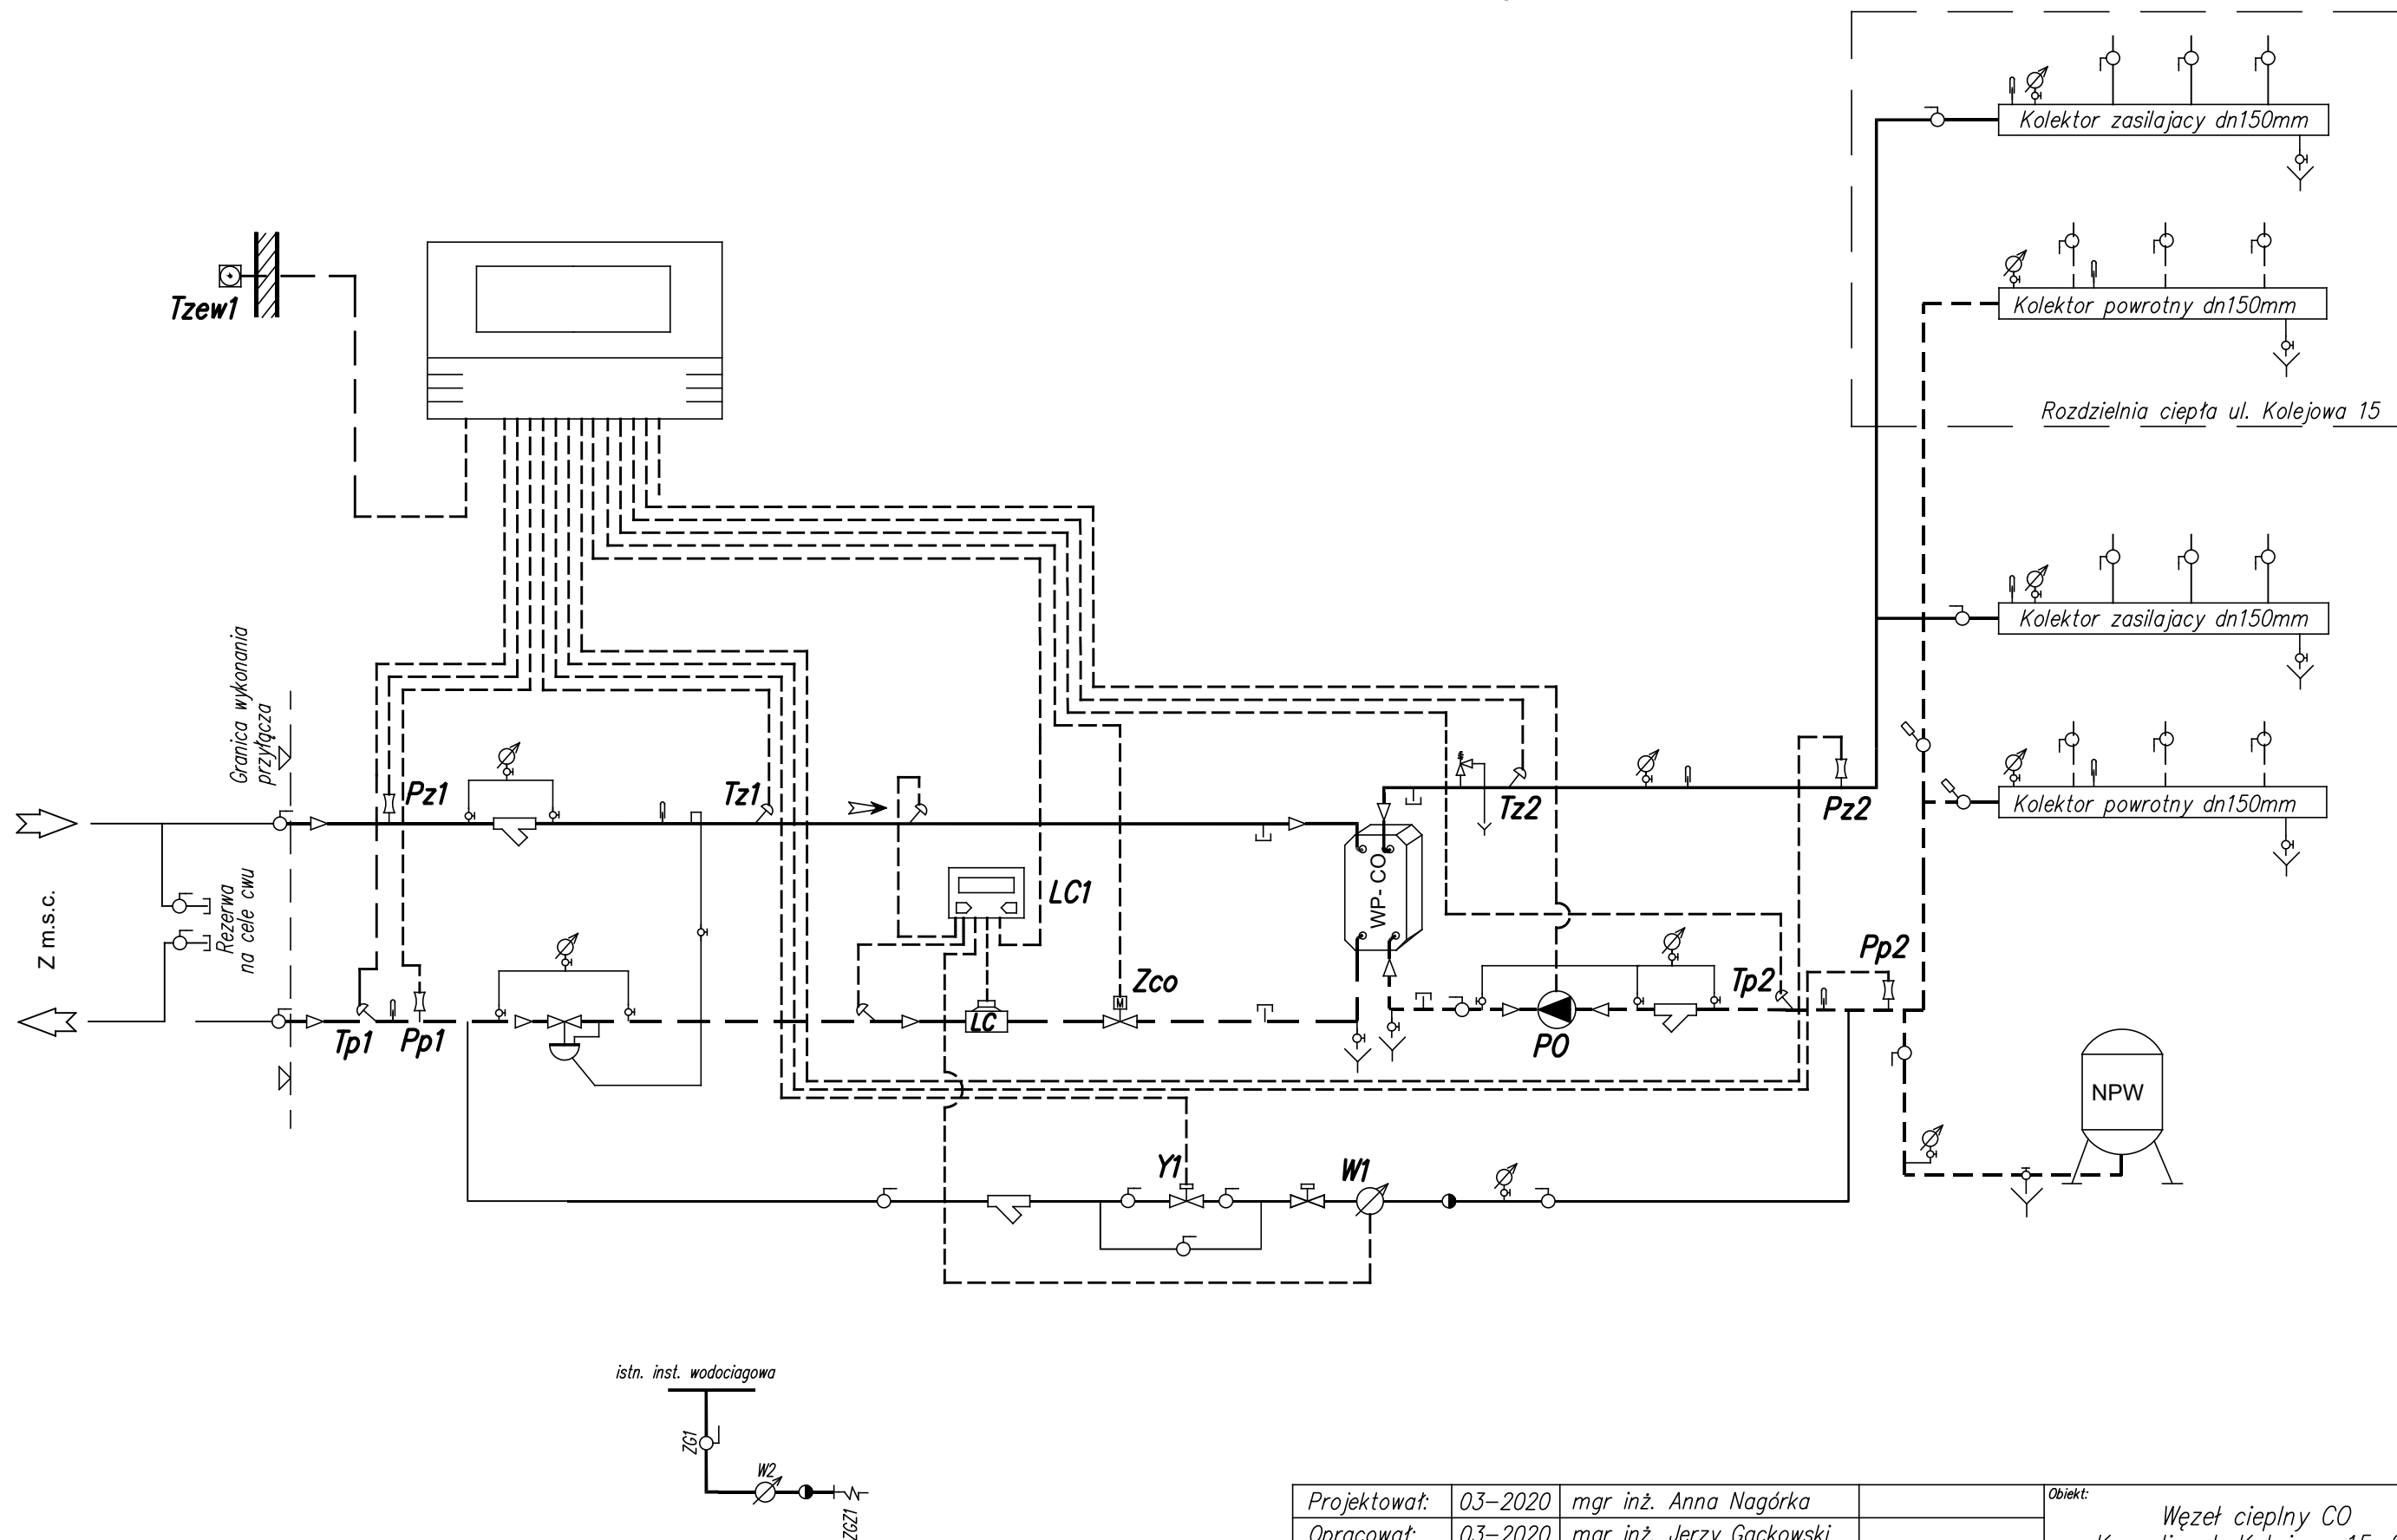 Kolektor zasilajacy dn150mm
Kolektor powrotny dn150mm
Rozdzielnia ciepła ul. Kolejowa 15
Tzew1
Kolektor zasilajacy dn150mm
Kolektor powrotny dn150mm
Granica wykonania
przyłącza
Pz1
Tz1
Tz2
Pz2
Z m.s.c.
Rezerwa
na cele cwu
LC1
WP- CO
Zco
M
LC
Tp1
Pp1
PO
Tp2
Pp2
NPW
Y1
W1
istn. inst. wodociagowa
ZG1
W2
ZGZ1
Projektował: 03-2020 mgr inż. Anna Nagórka
Opracował: 03-2020 mgr inż. Jerzy Gackowski
Obiekt:
Węzeł cieplny CO